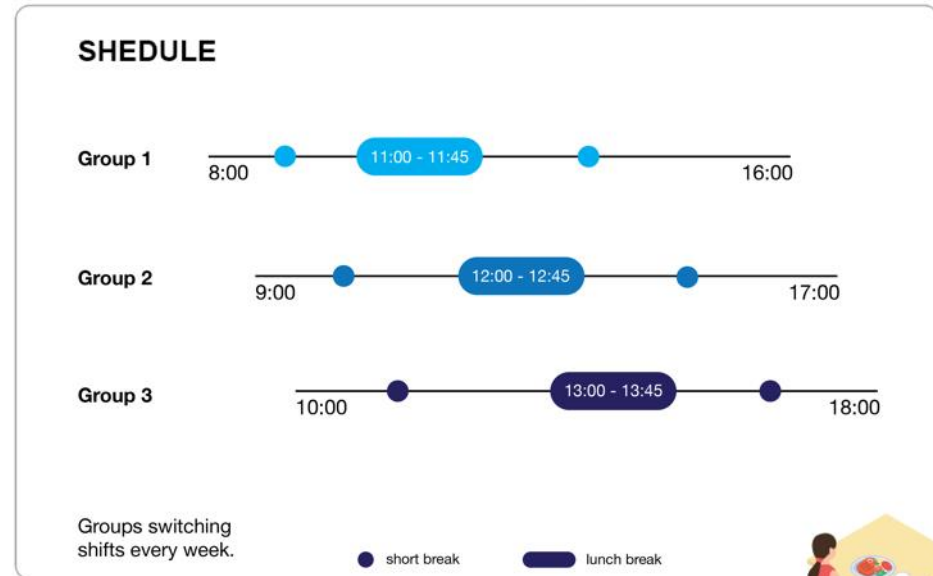 SHEDULE
Group 1
11:00 - 11:45
8:00
16:00
Group 2
12:00 - 12:45
9:00
17:00
Group 3
13:00 - 13:45
10:00
18:00
Groups switching
shifts every week.
short break
lunch break